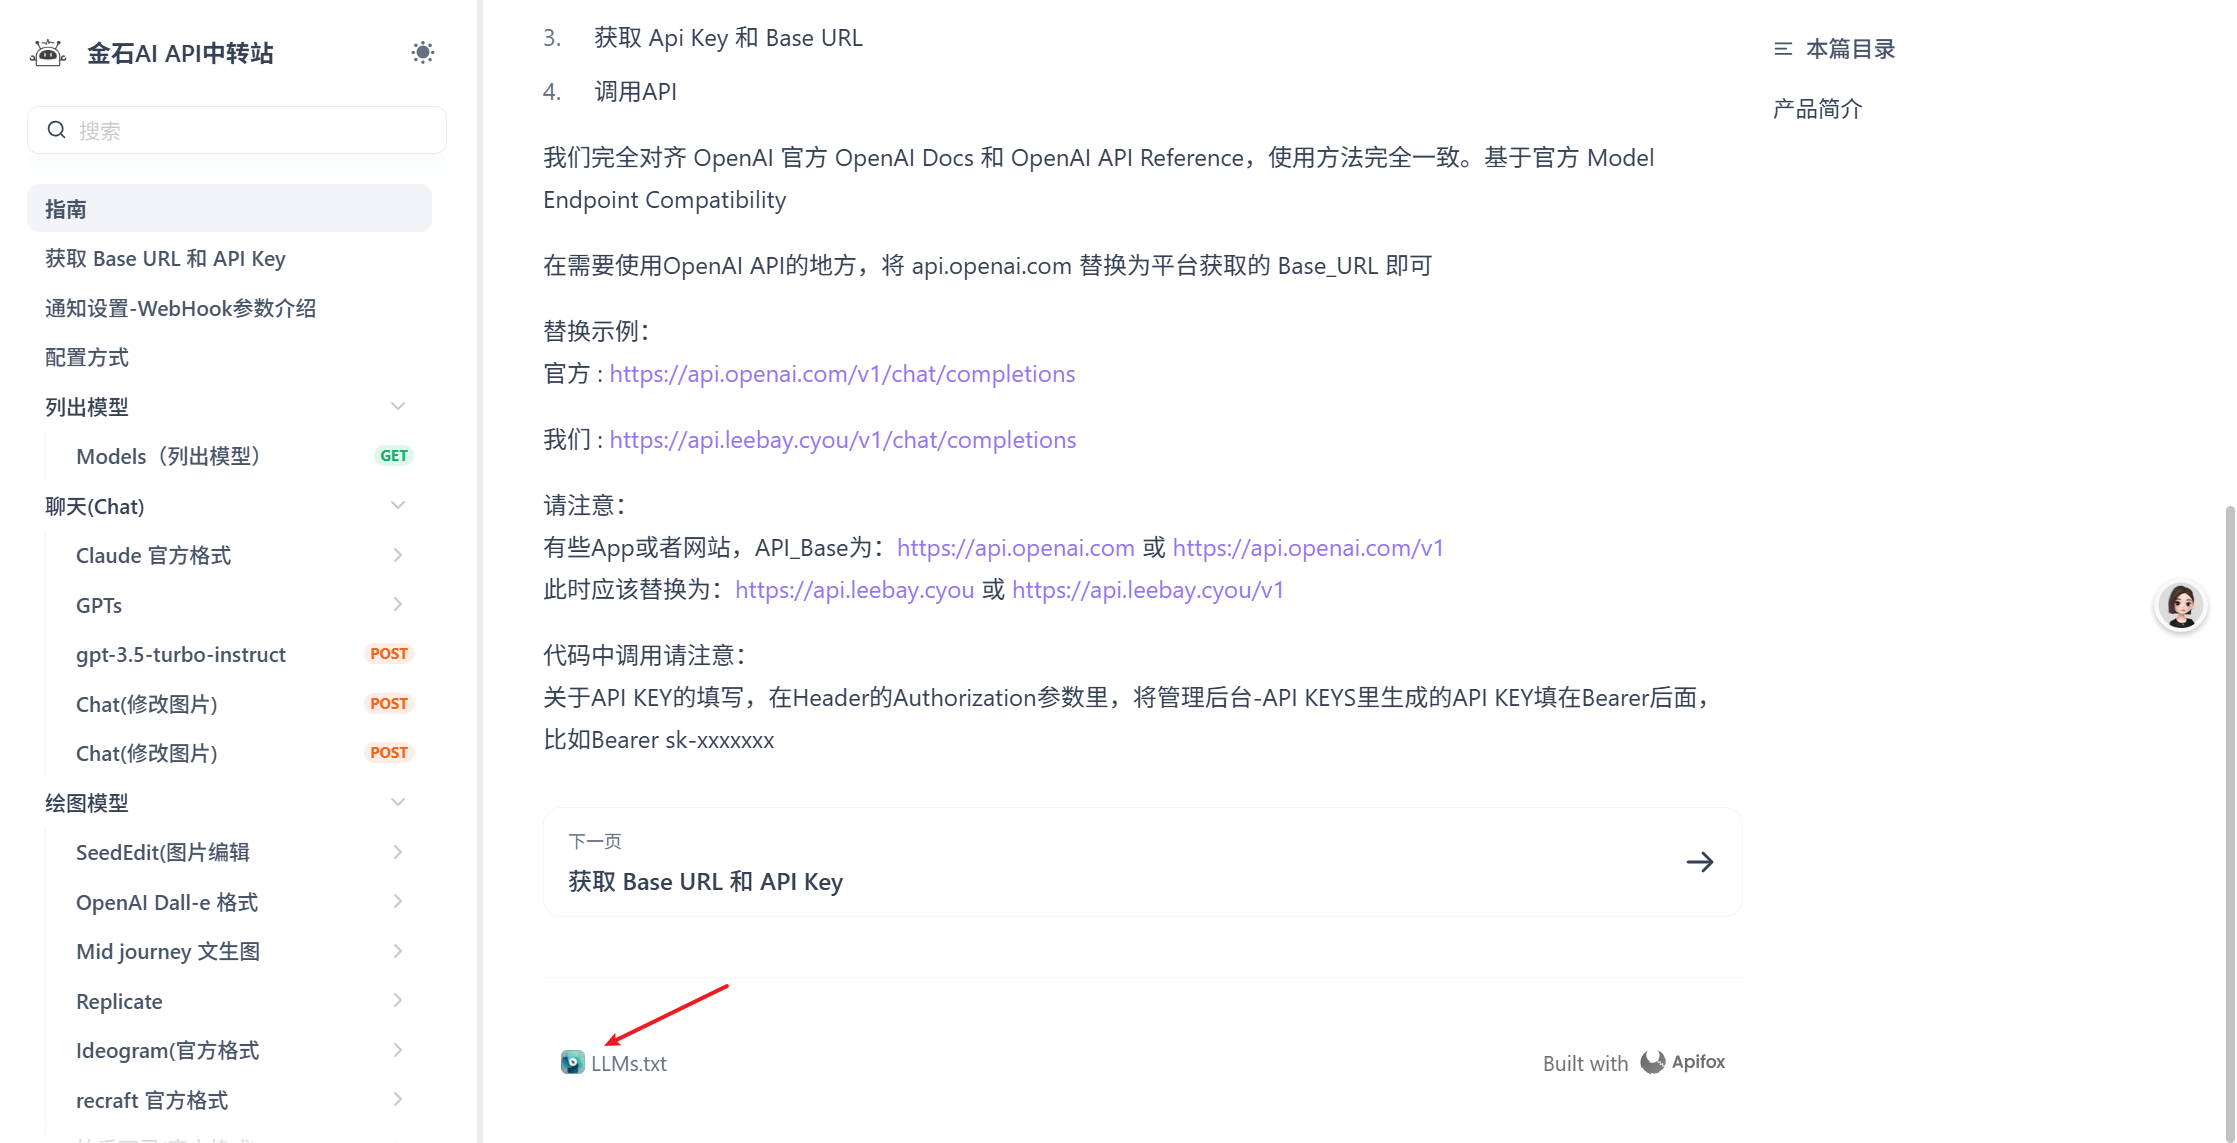 金石AI API中转站
搜索
指南
获取 Base URL 和 API Key
通知设置-WebHook参数介绍
配置方式
列出模型
Models（列出模型） GET
聊天(Chat)
Claude 官方格式
GPTs
gpt-3.5-turbo-instruct POST
Chat(修改图片) POST
Chat(修改图片) POST
绘图模型
SeedEdit(图片编辑
OpenAI Dall-e 格式
Mid journey 文生图
Replicate
Ideogram(官方格式
recraft 官方格式
3. 获取 Api Key 和 Base URL
4. 调用API
我们完全对齐 OpenAI 官方 OpenAI Docs 和 OpenAI API Reference，使用方法完全一致。基于官方 Model
Endpoint Compatibility
在需要使用OpenAI API的地方，将 api.openai.com 替换为平台获取的 Base_URL 即可
替换示例：
官方 : https://api.openai.com/v1/chat/completions
我们 : https://api.leebay.cyou/v1/chat/completions
请注意：
有些App或者网站，API_Base为：https://api.openai.com 或 https://api.openai.com/v1
此时应该替换为：https://api.leebay.cyou 或 https://api.leebay.cyou/v1
代码中调用请注意：
关于API KEY的填写，在Header的Authorization参数里，将管理后台-API KEYS里生成的API KEY填在Bearer后面，
比如Bearer sk-xxxxxxx
下一页
获取 Base URL 和 API Key
LLMs.txt
Built with Apifox
本篇目录
产品简介